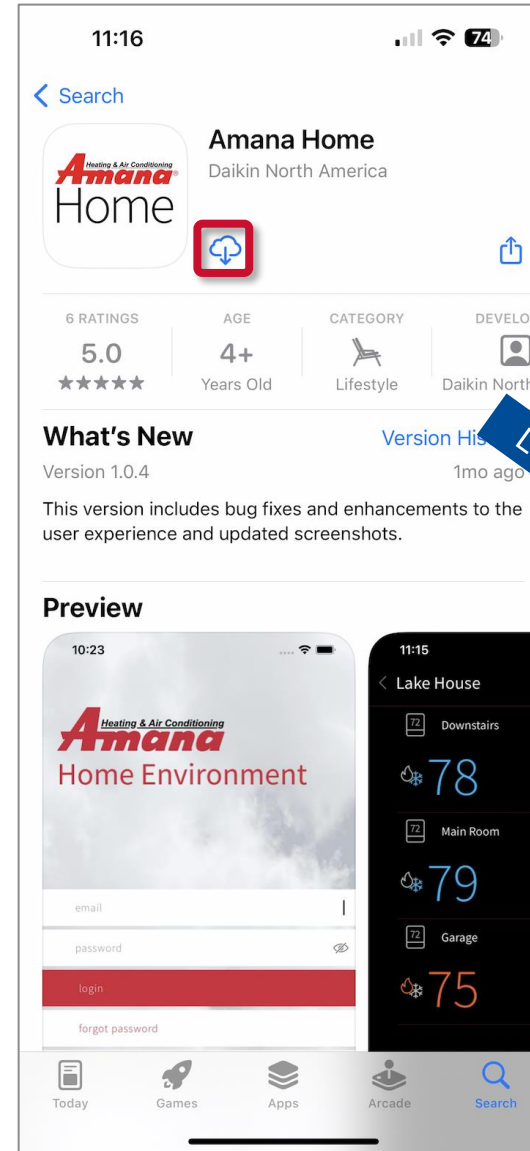 11:16
74
Search
Heating & Air Conditioning
Amana®
Home
Amana Home
Daikin North America
6 RATINGS
5.0
AGE
4+
Years Old
CATEGORY
Lifestyle
DEVELO
Daikin North
What's New
Version His
Version 1.0.4
1mo ago
This version includes bug fixes and enhancements to the
user experience and updated screenshots.
Preview
10:23
Heating & Air Conditioning
Amana
Home Environment
email
password
login
forgot password
11:15
Lake House
72
Downstairs
78
72
Main Room
79
72
Garage
75
Today
Games
Apps
Arcade
Search